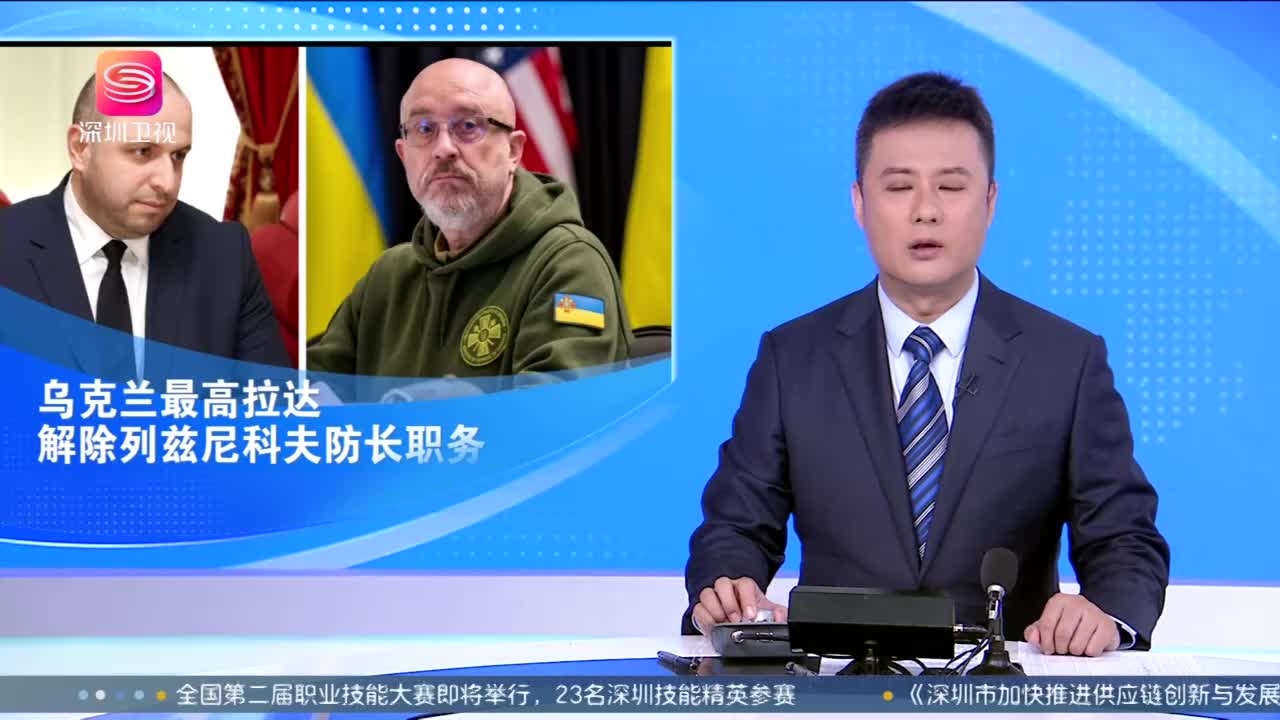 深圳卫视
乌克兰最高拉达
解除列兹尼科夫防长职务
全国第二届职业技能大赛即将举行，23名深圳技能精英参赛
《深圳市加快推进供应链创新与发展